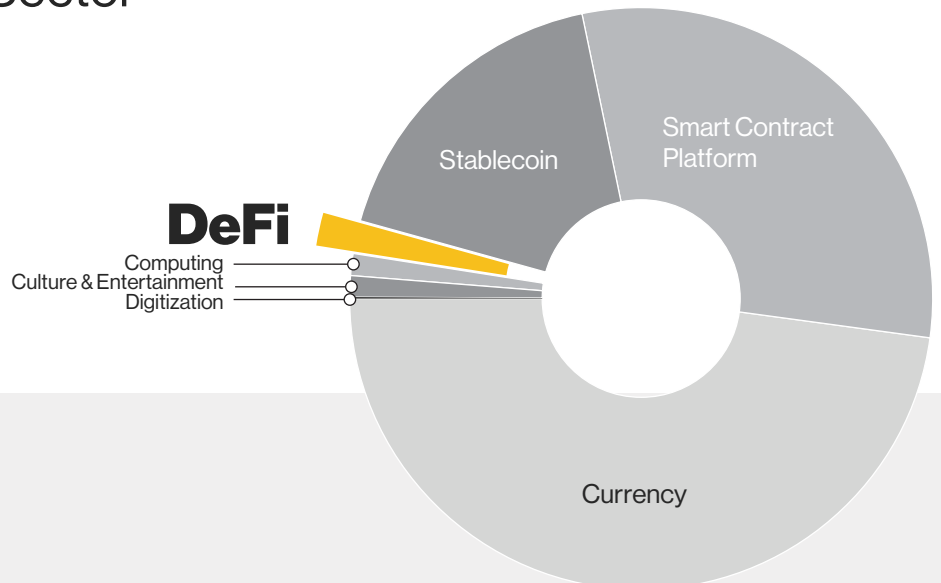 Smart Contract
Platform
Stablecoin
DeFi
Computing
Culture & Entertainment
Digitization
Currency